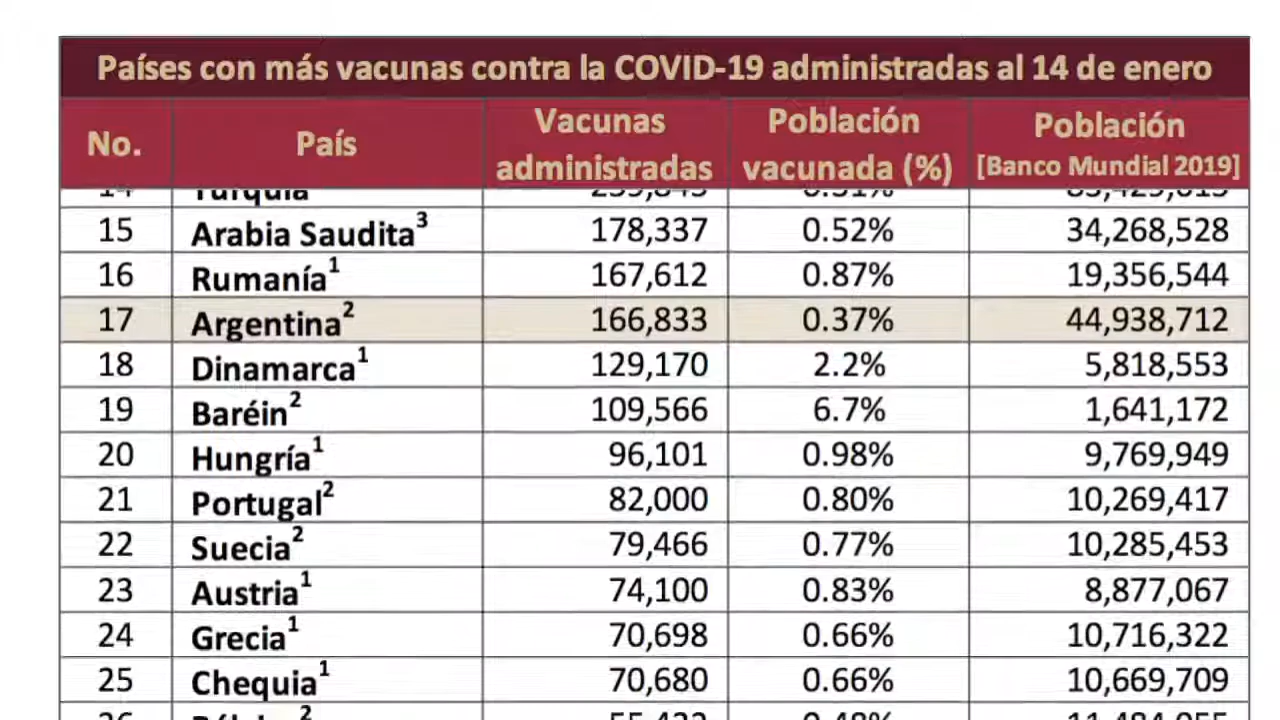 Países con más vacunas contra la COVID-19 administradas al 14 de enero
No. País Vacunas administradas Población vacunada (%) Población [Banco Mundial 2019]
14 Turquía
15 Arabia Saudita³ 178,337 0.52% 34,268,528
16 Rumanía¹ 167,612 0.87% 19,356,544
17 Argentina² 166,833 0.37% 44,938,712
18 Dinamarca¹ 129,170 2.2% 5,818,553
19 Baréin² 109,566 6.7% 1,641,172
20 Hungría¹ 96,101 0.98% 9,769,949
21 Portugal² 82,000 0.80% 10,269,417
22 Suecia² 79,466 0.77% 10,285,453
23 Austria¹ 74,100 0.83% 8,877,067
24 Grecia¹ 70,698 0.66% 10,716,322
25 Chequia¹ 70,680 0.66% 10,669,709